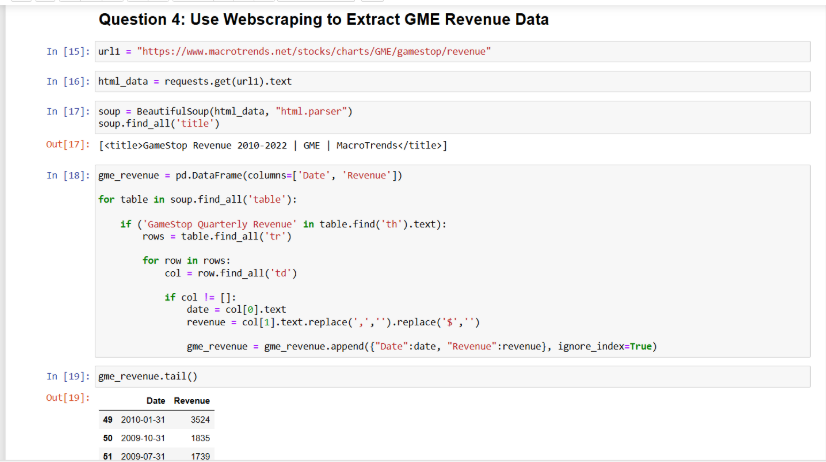 Question 4: Use Webscraping to Extract GME Revenue Data
In [15]: url1 = "https://www.macrotrends.net/stocks/charts/GME/gamestop/revenue"
In [16]: html_data = requests.get(url1).text
In [17]: soup = BeautifulSoup(html_data, "html.parser")
soup.find_all('title')
Out[17]: [<title>GameStop Revenue 2010-2022 | GME | MacroTrends</title>]
In [18]: gme_revenue = pd.DataFrame(columns=['Date', 'Revenue'])
for table in soup.find_all('table'):
if ('GameStop Quarterly Revenue' in table.find('th').text):
rows = table.find_all('tr')
for row in rows:
col = row.find_all('td')
if col != []:
date = col[0].text
revenue = col[1].text.replace(',','').replace('$','')
gme_revenue = gme_revenue.append({"Date":date, "Revenue":revenue}, ignore_index=True)
In [19]: gme_revenue.tail()
Out[19]:
Date Revenue
49 2010-01-31 3524
50 2009-10-31 1835
51 2009-07-31 1739